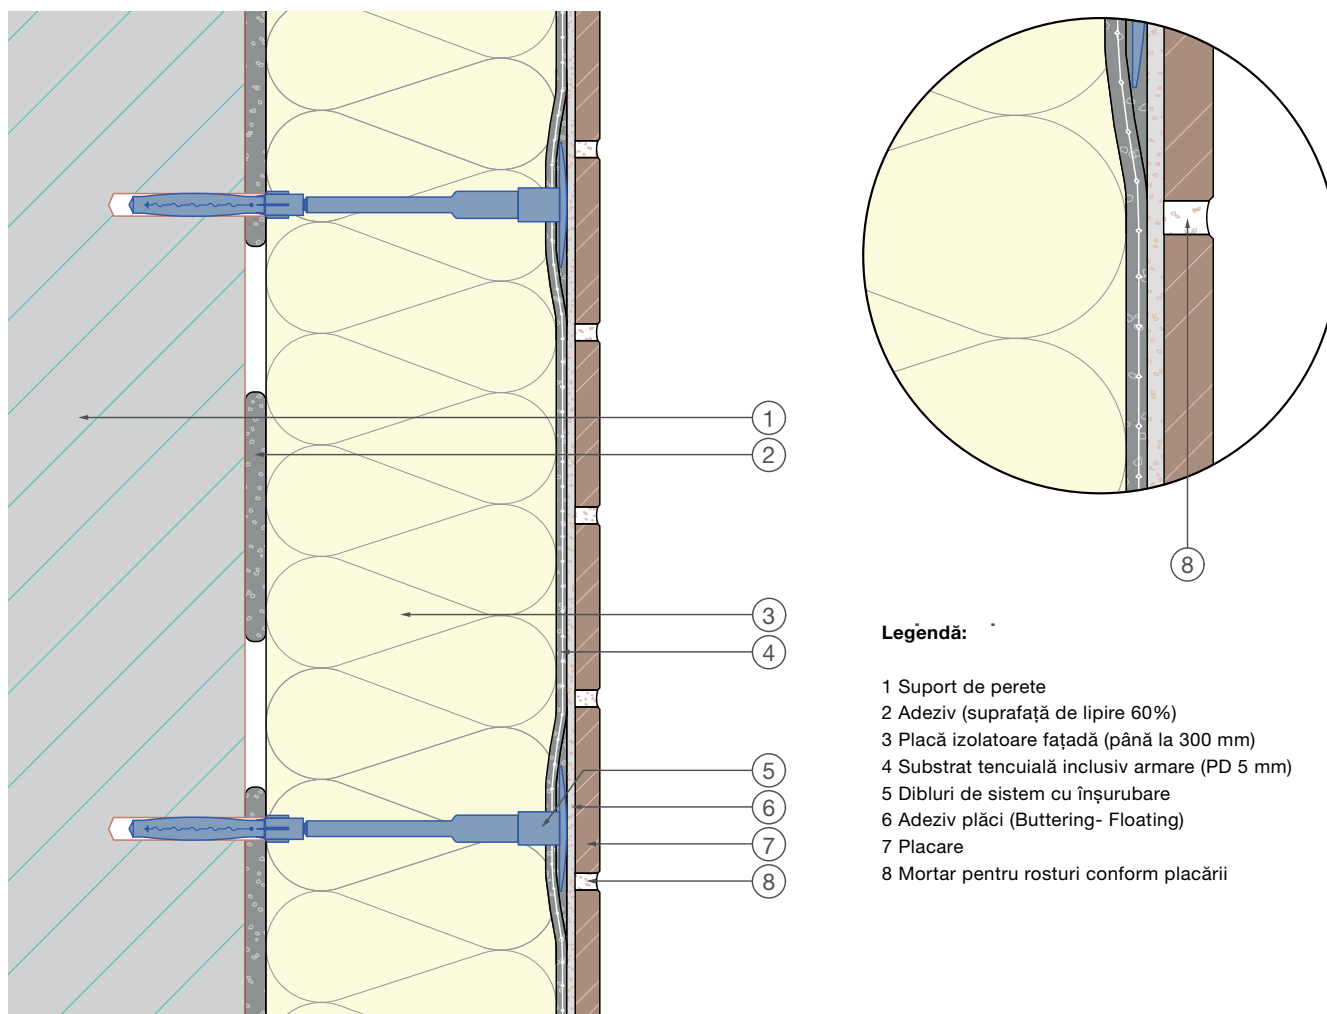 1
2
3
4
5
6
7
8
8
Legendă:
1 Suport de perete
2 Adeziv (suprafață de lipire 60%)
3 Placă izolatoare fațadă (până la 300 mm)
4 Substrat tencuială inclusiv armare (PD 5 mm)
5 Dibluri de sistem cu înșurubare
6 Adeziv plăci (Buttering- Floating)
7 Placare
8 Mortar pentru rosturi conform placării